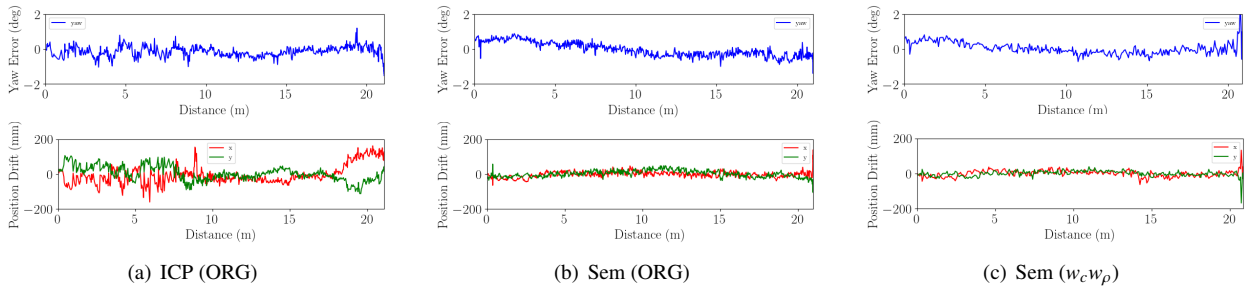 Yaw Error (deg)
2
0
−2
yaw
0 5 10 15 20
Distance (m)
Position Drift (mm)
200
0
−200
x
y
0 5 10 15 20
Distance (m)
(a) ICP (ORG)
Yaw Error (deg)
2
0
−2
yaw
0 5 10 15 20
Distance (m)
Position Drift (mm)
200
0
−200
x
y
0 5 10 15 20
Distance (m)
(b) Sem (ORG)
Yaw Error (deg)
2
0
−2
yaw
0 5 10 15 20
Distance (m)
Position Drift (mm)
200
0
−200
x
y
0 5 10 15 20
Distance (m)
(c) Sem (w_c w_ρ)